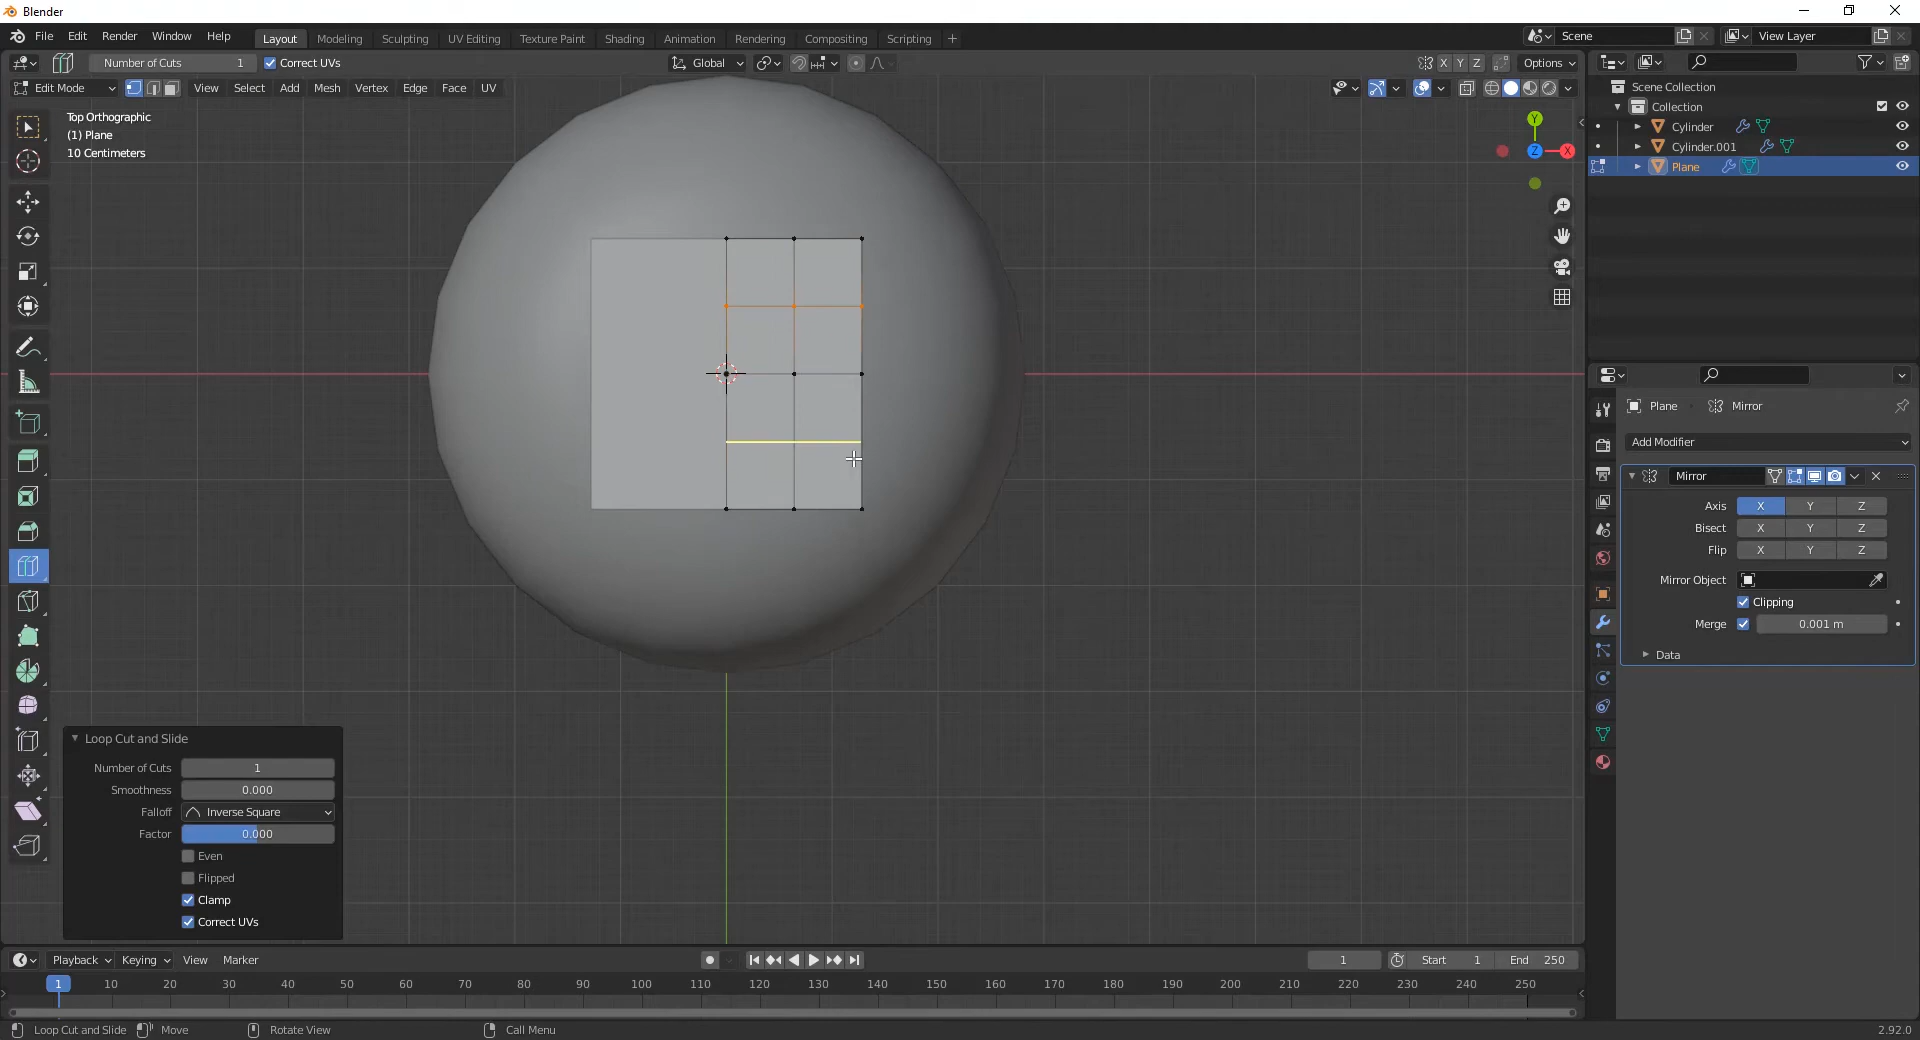 Blender
File Edit Render Window Help
Layout Modeling Sculpting UV Editing Texture Paint Shading Animation Rendering Compositing Scripting +
Scene
View Layer
Number of Cuts 1 Correct UVs
Global
X Y Z Options
Edit Mode View Select Add Mesh Vertex Edge Face UV
Top Orthographic
(1) Plane
10 Centimeters
Y
Z
X
Scene Collection
Collection
Cylinder
Cylinder.001
Plane
Plane Mirror
Add Modifier
Mirror
Axis X Y Z
Bisect X Y Z
Flip X Y Z
Mirror Object
Clipping
Merge 0.001 m
Data
Loop Cut and Slide
Number of Cuts 1
Smoothness 0.000
Falloff Inverse Square
Factor 0.000
Even
Flipped
Clamp
Correct UVs
Playback Keying View Marker
1 Start 1 End 250
1 10 20 30 40 50 60 70 80 90 100 110 120 130 140 150 160 170 180 190 200 210 220 230 240 250
Loop Cut and Slide Move Rotate View Call Menu
2.92.0